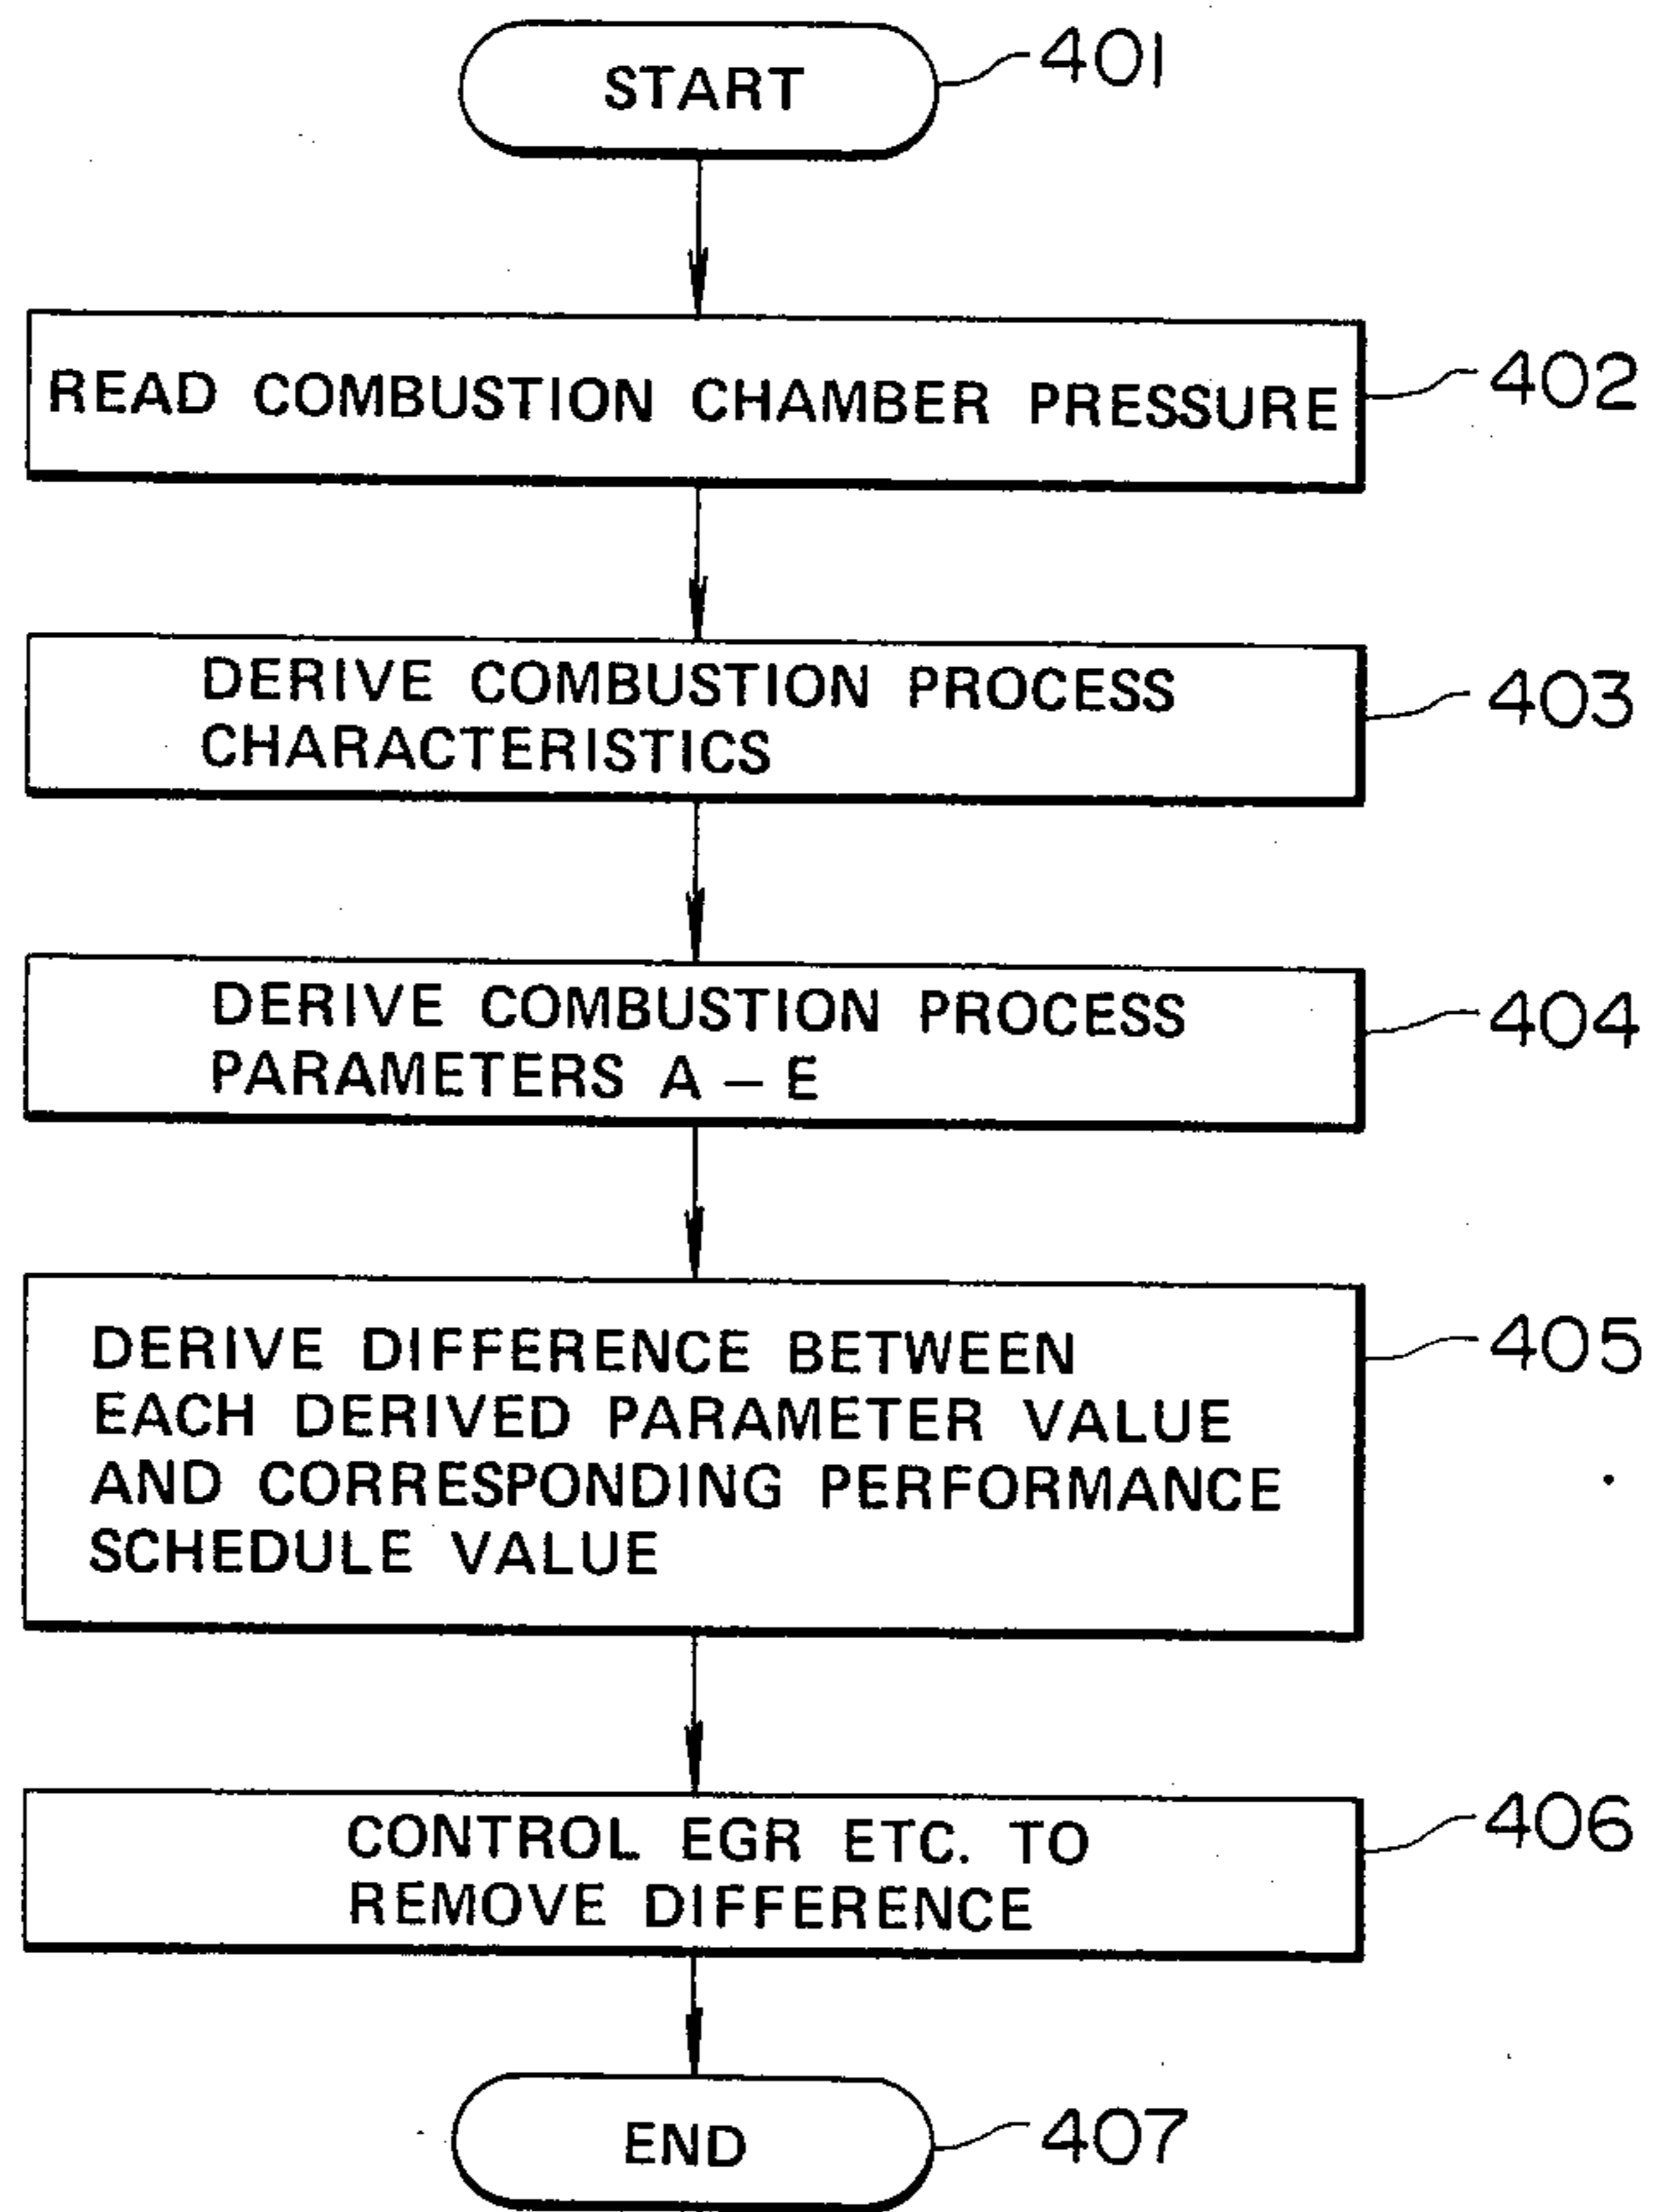 START
401
READ COMBUSTION CHAMBER PRESSURE
402
DERIVE COMBUSTION PROCESS
CHARACTERISTICS
403
DERIVE COMBUSTION PROCESS
PARAMETERS A – E
404
DERIVE DIFFERENCE BETWEEN
EACH DERIVED PARAMETER VALUE
AND CORRESPONDING PERFORMANCE
SCHEDULE VALUE
405
CONTROL EGR ETC. TO
REMOVE DIFFERENCE
406
END
407